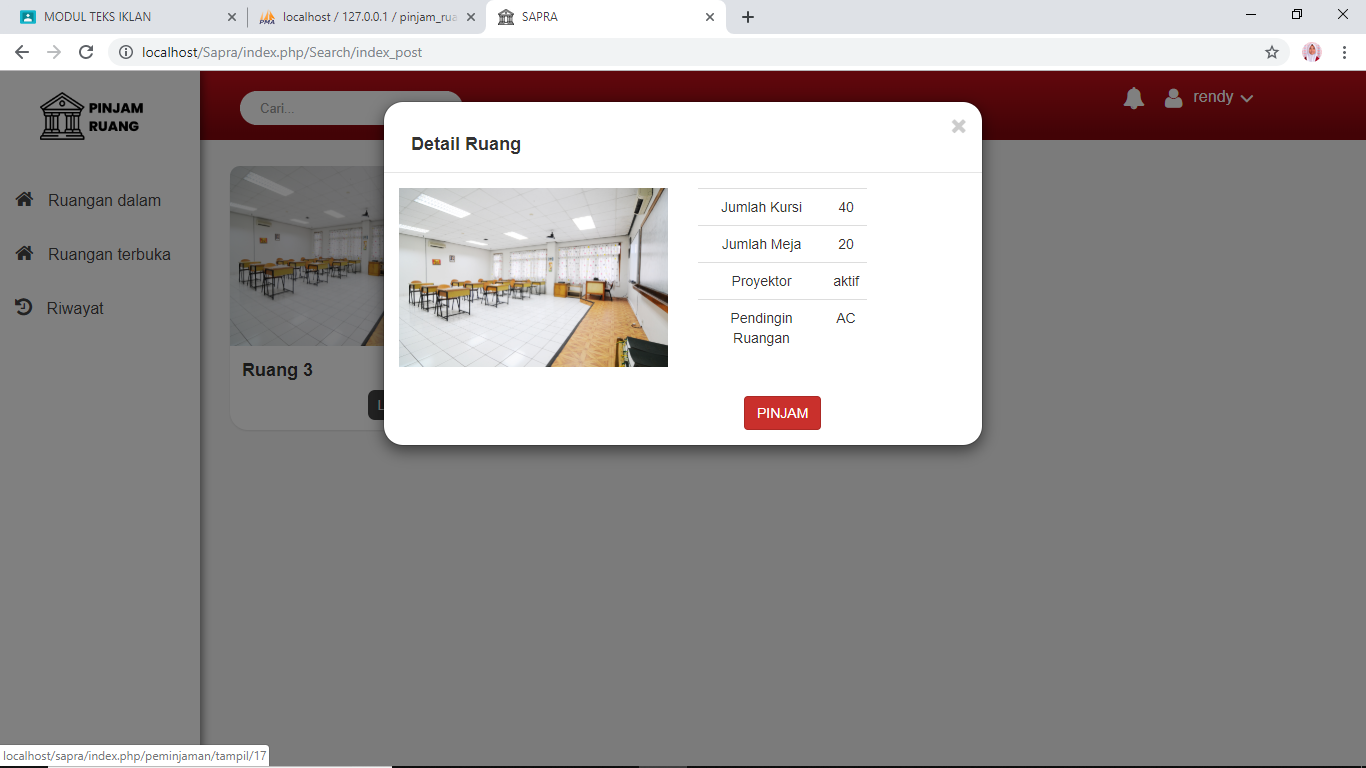 MODUL TEKS IKLAN
localhost / 127.0.0.1 / pinjam_rua
SAPRA
localhost/Sapra/index.php/Search/index_post
PINJAM
RUANG
Cari...
rendy
Ruangan dalam
Ruangan terbuka
Riwayat
Ruang 3
L
Detail Ruang
Jumlah Kursi 40
Jumlah Meja 20
Proyektor aktif
Pendingin AC
Ruangan
PINJAM
localhost/sapra/index.php/peminjaman/tampil/17